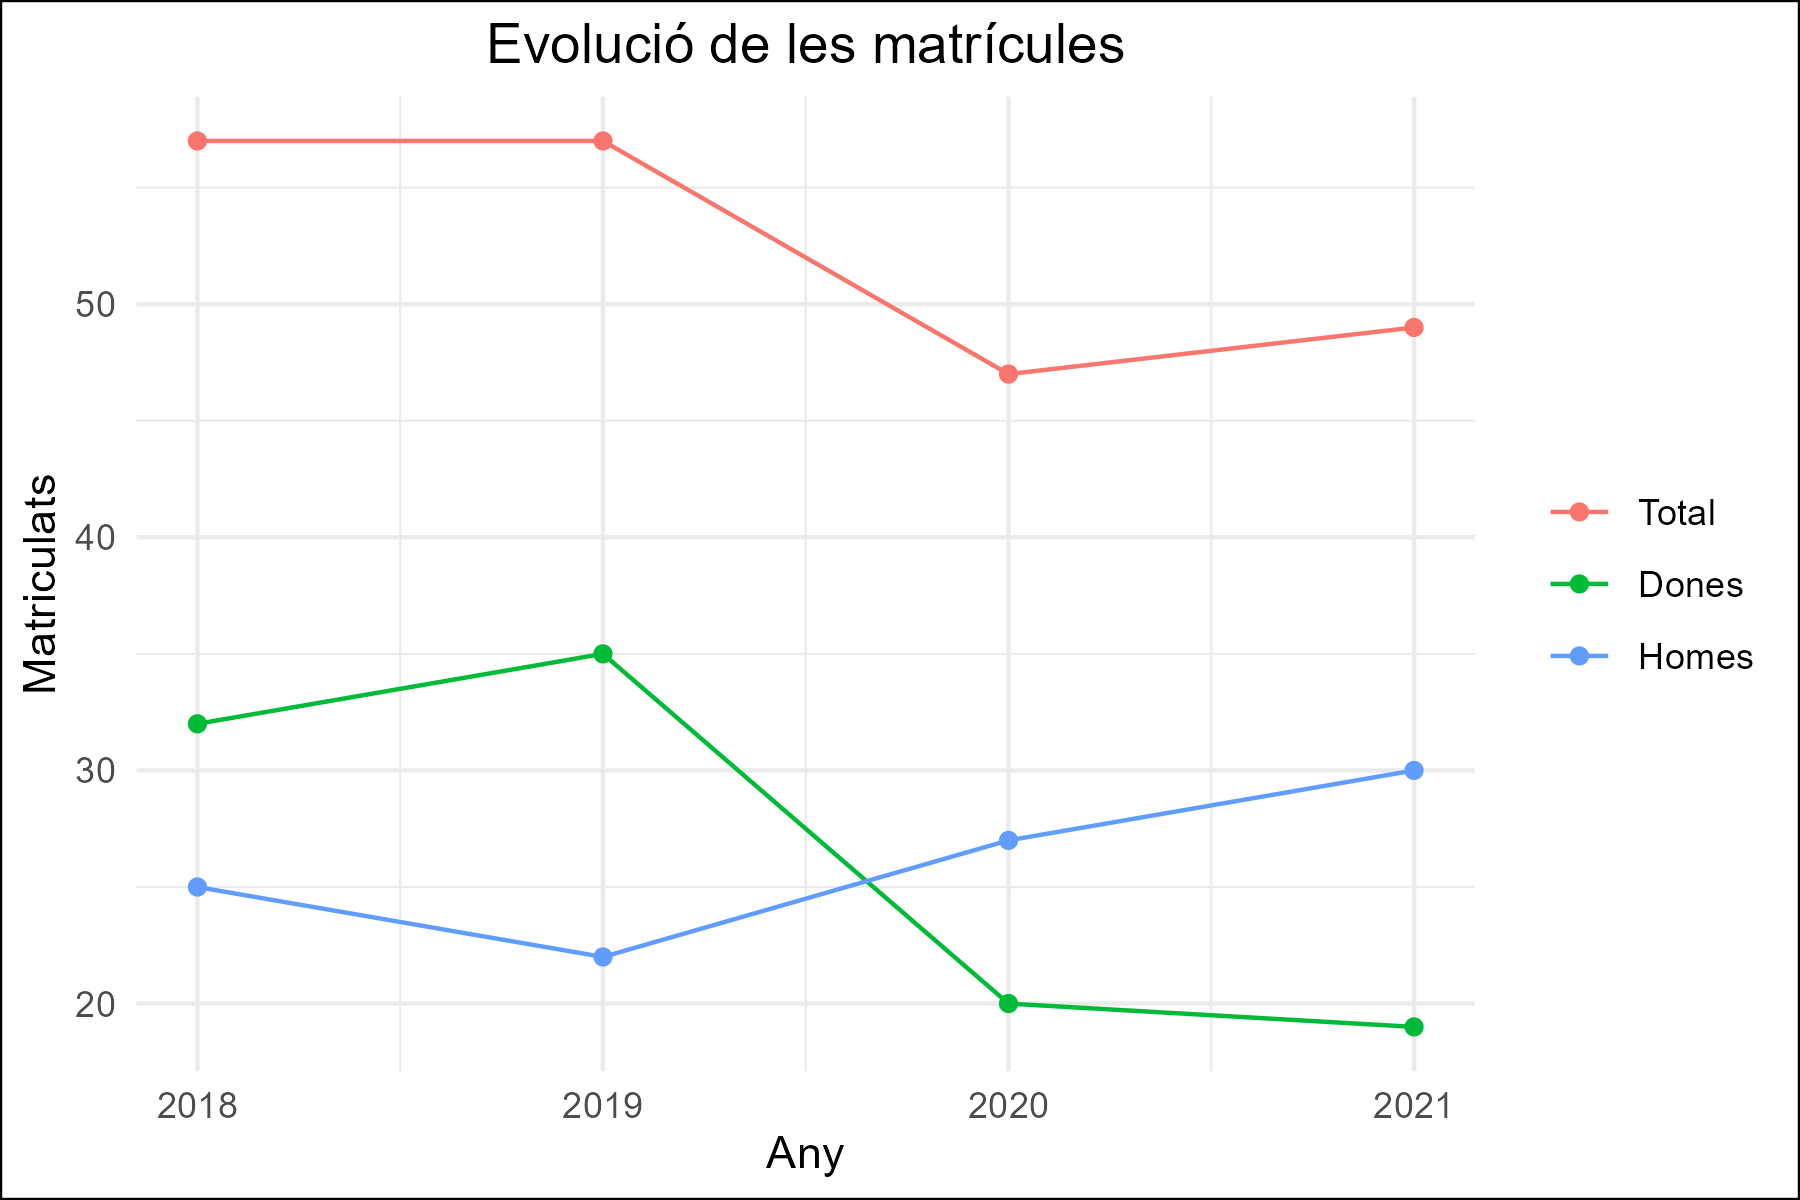 Evolució de les matrícules
Matriculats
50
40
30
20
2018 2019 2020 2021
Any
Total
Dones
Homes